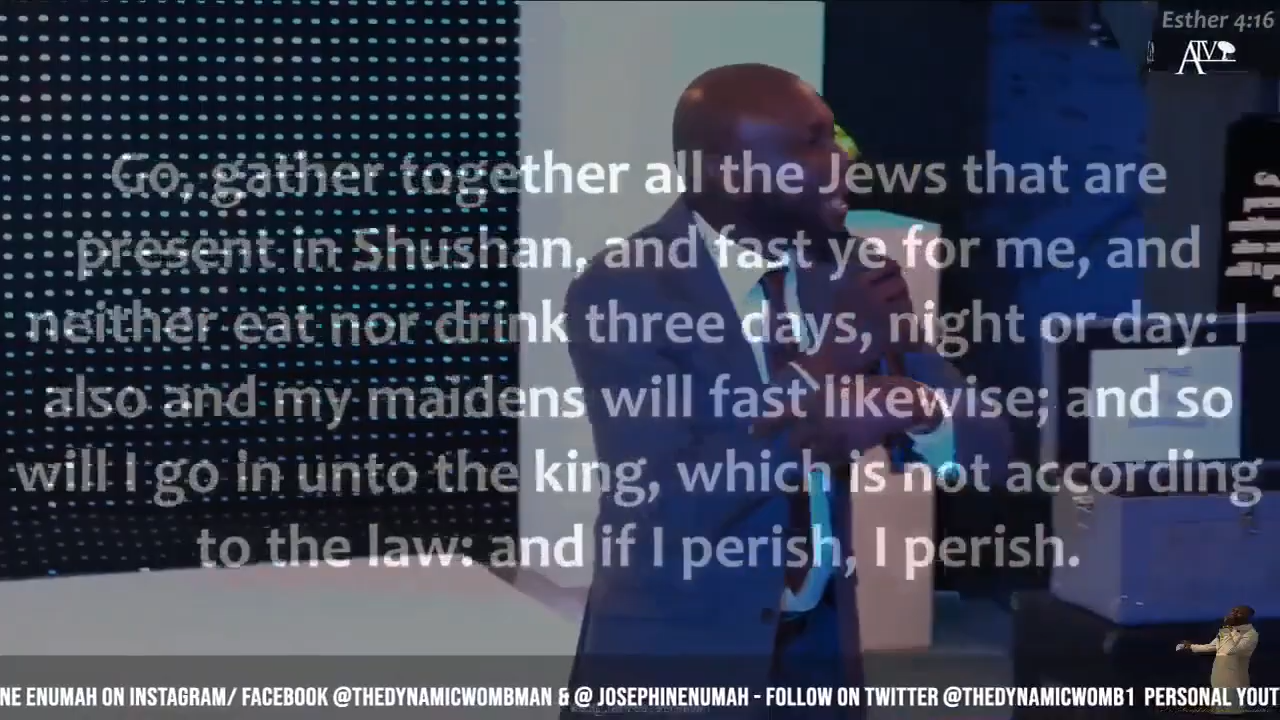 Esther 4:16
ATV
Go, gather together all the Jews that are
present in Shushan, and fast ye for me, and
neither eat nor drink three days, night or day: I
also and my maidens will fast likewise; and so
will I go in unto the king, which is not according
to the law: and if I perish, I perish.
NE ENUMAH ON INSTAGRAM/ FACEBOOK @THEDYNAMICWOMBMAN & @ JOSEPHINENUMAH - FOLLOW ON TWITTER @THEDYNAMICWOMB1 PERSONAL YOUT